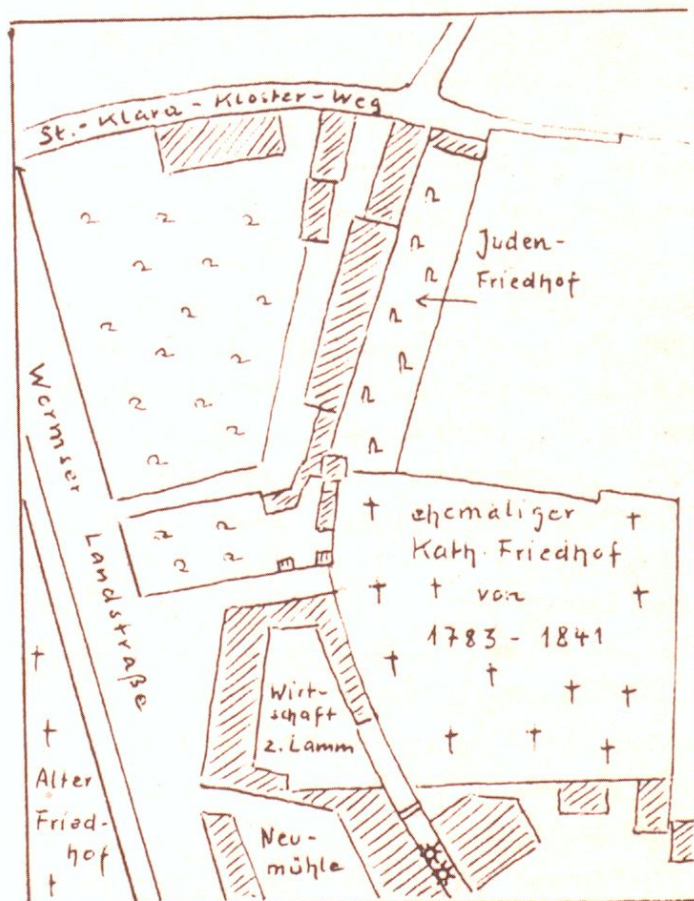 St.-Klara-Kloster-Weg
Juden-
Friedhof
Wormser
Landstraße
ehemaliger
Kath. Friedhof
von
1783 - 1841
Wirt-
schaft
z. Lamm
Alter
Fried-
hof
Neu-
mühle